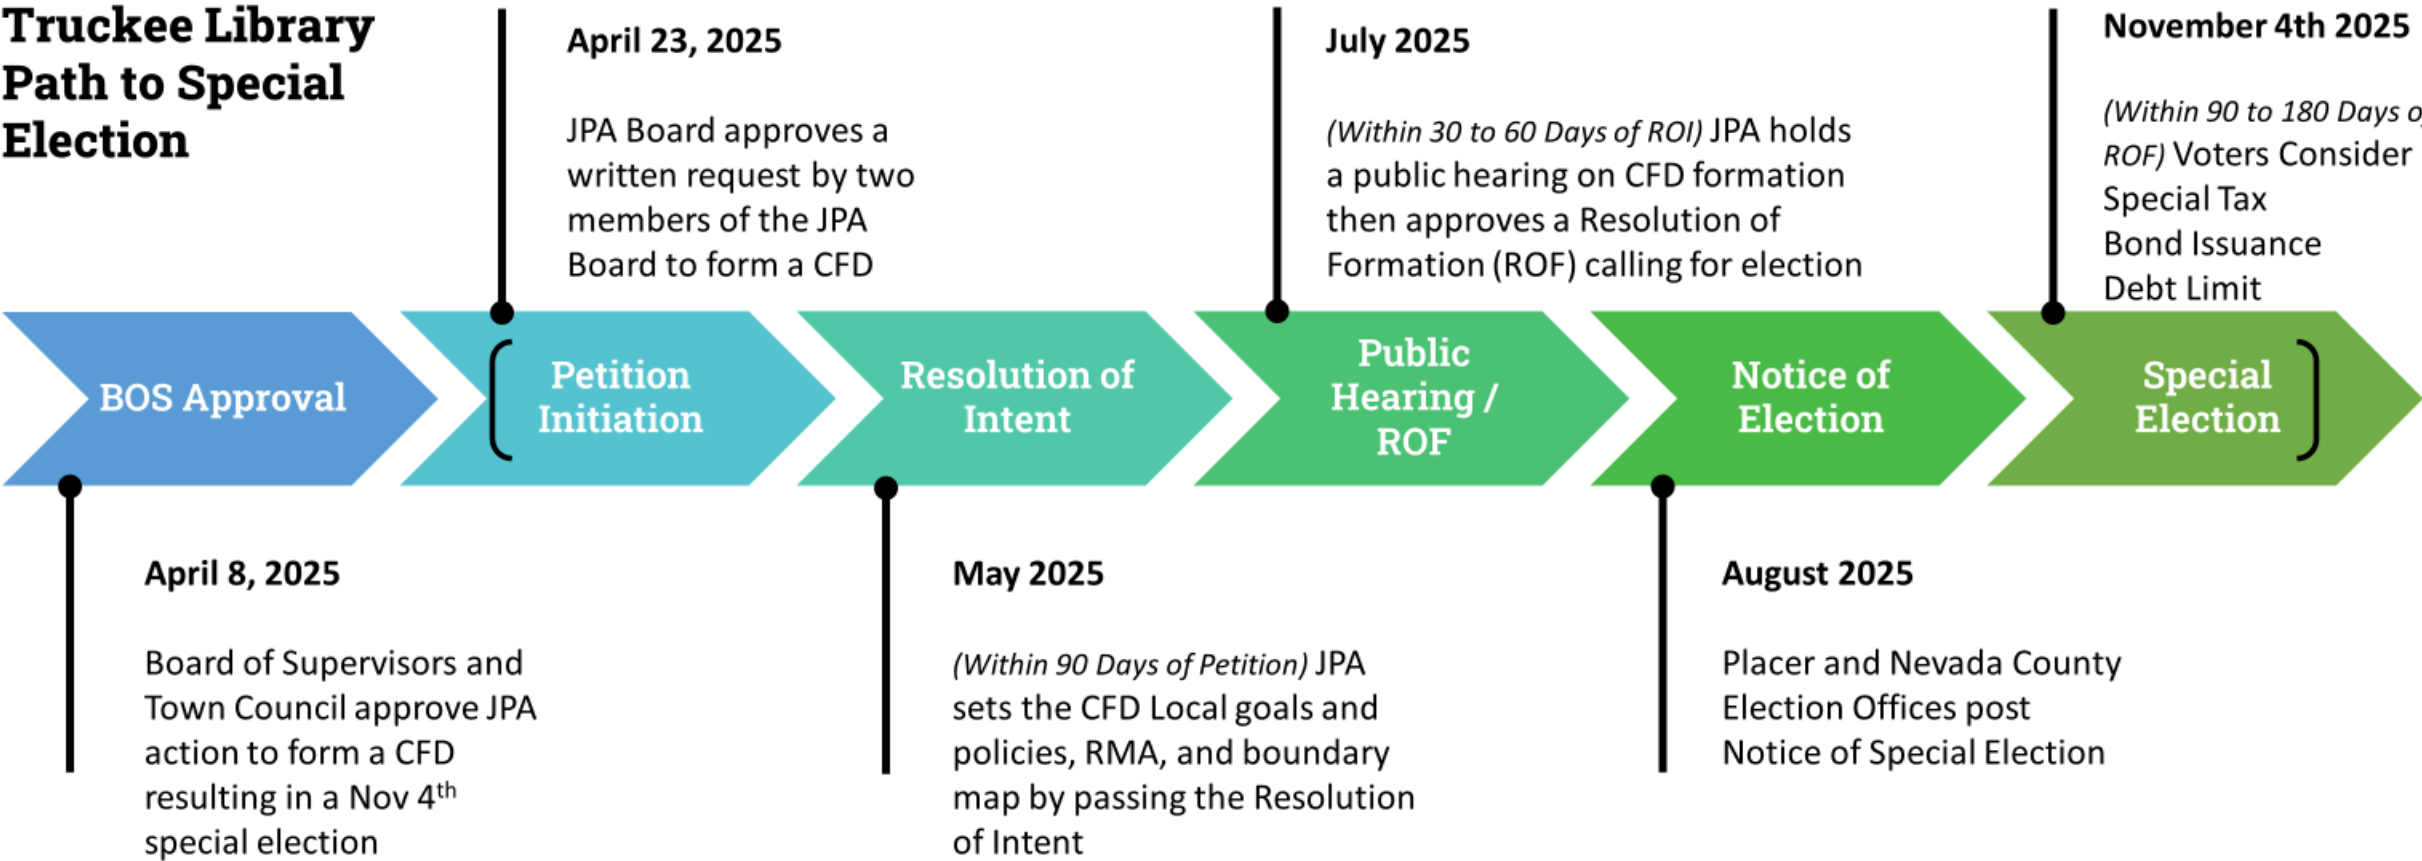 Truckee Library
Path to Special
Election
April 23, 2025
JPA Board approves a
written request by two
members of the JPA
Board to form a CFD
July 2025
(Within 30 to 60 Days of ROI) JPA holds
a public hearing on CFD formation
then approves a Resolution of
Formation (ROF) calling for election
November 4th 2025
(Within 90 to 180 Days of
ROF) Voters Consider
Special Tax
Bond Issuance
Debt Limit
BOS Approval
Petition
Initiation
Resolution of
Intent
Public
Hearing /
ROF
Notice of
Election
Special
Election
April 8, 2025
Board of Supervisors and
Town Council approve JPA
action to form a CFD
resulting in a Nov 4th
special election
May 2025
(Within 90 Days of Petition) JPA
sets the CFD Local goals and
policies, RMA, and boundary
map by passing the Resolution
of Intent
August 2025
Placer and Nevada County
Election Offices post
Notice of Special Election